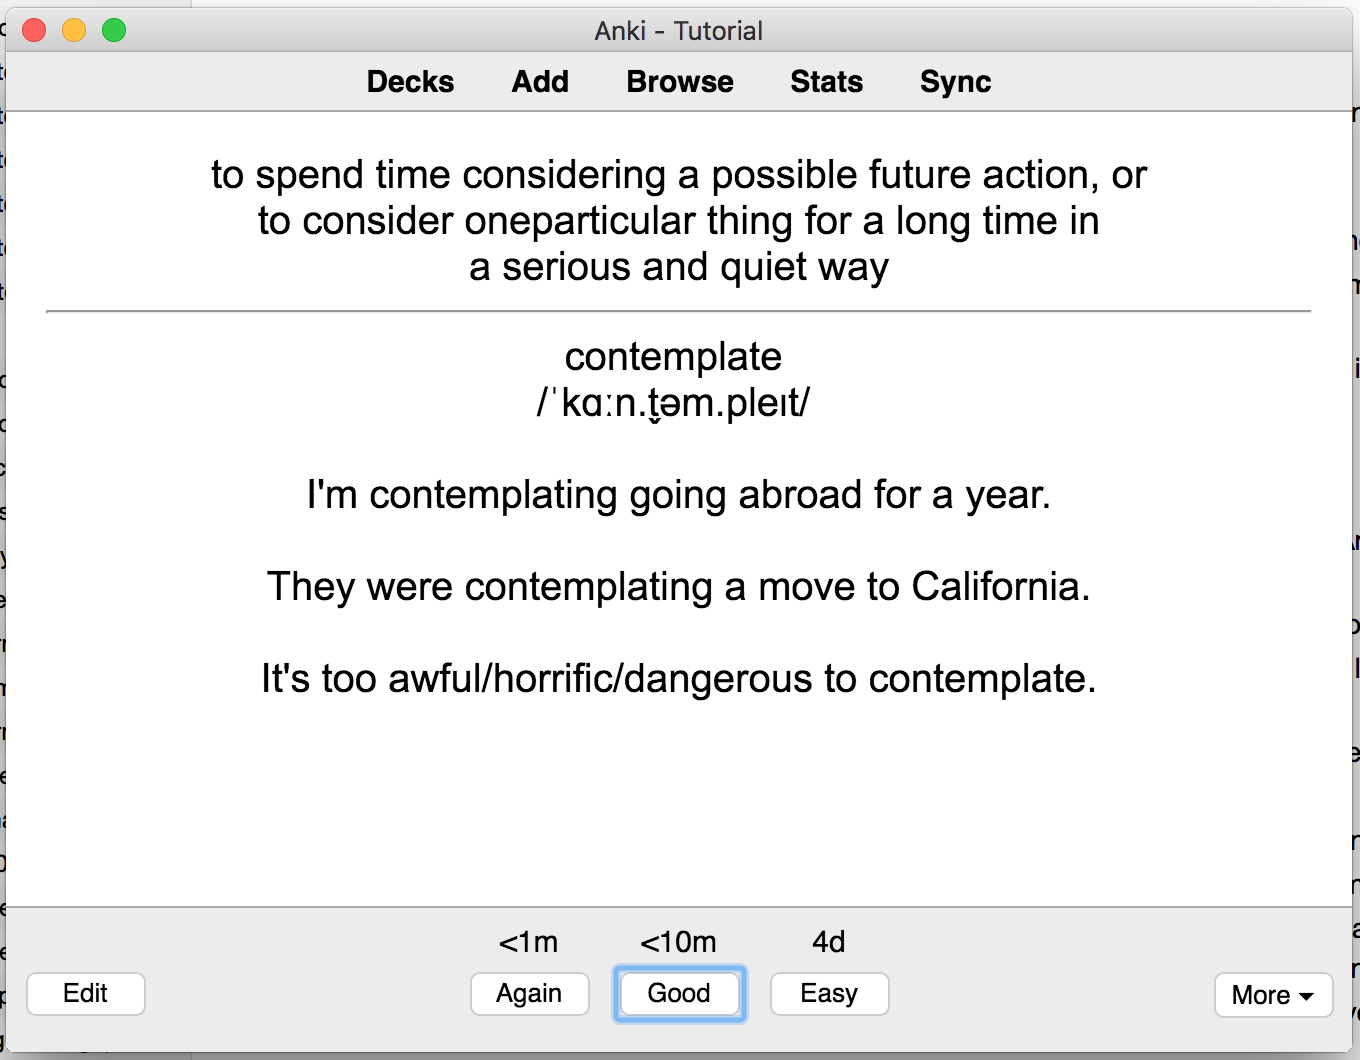 Anki - Tutorial
Decks Add Browse Stats Sync
to spend time considering a possible future action, or
to consider oneparticular thing for a long time in
a serious and quiet way
contemplate
/ˈkɑːn.t̬əm.pleɪt/
I'm contemplating going abroad for a year.
They were contemplating a move to California.
It's too awful/horrific/dangerous to contemplate.
<1m <10m 4d
Edit Again Good Easy More